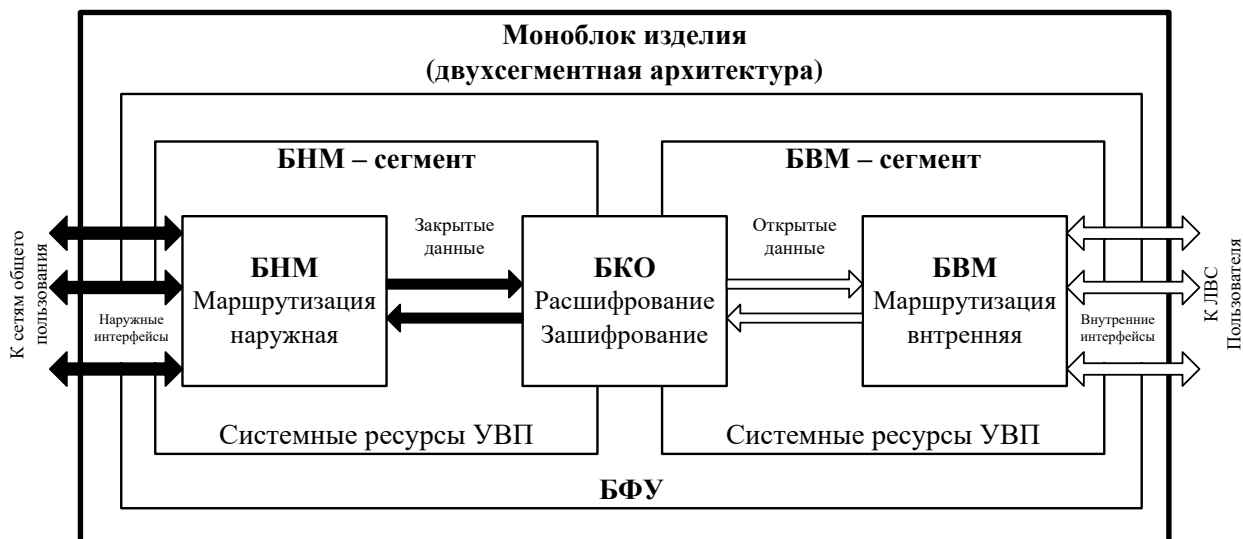 Моноблок изделия
(двухсегментная архитектура)
БНМ – сегмент
БВМ – сегмент
К сетям общего
пользования
Наружные
интерфейсы
БНМ
Маршрутизация
наружная
Закрытые
данные
БКО
Расшифрование
Зашифрование
Открытые
данные
БВМ
Маршрутизация
внтренняя
Внутренние
интерфейсы
К ЛВС
Пользователя
Системные ресурсы УВП
Системные ресурсы УВП
БФУ